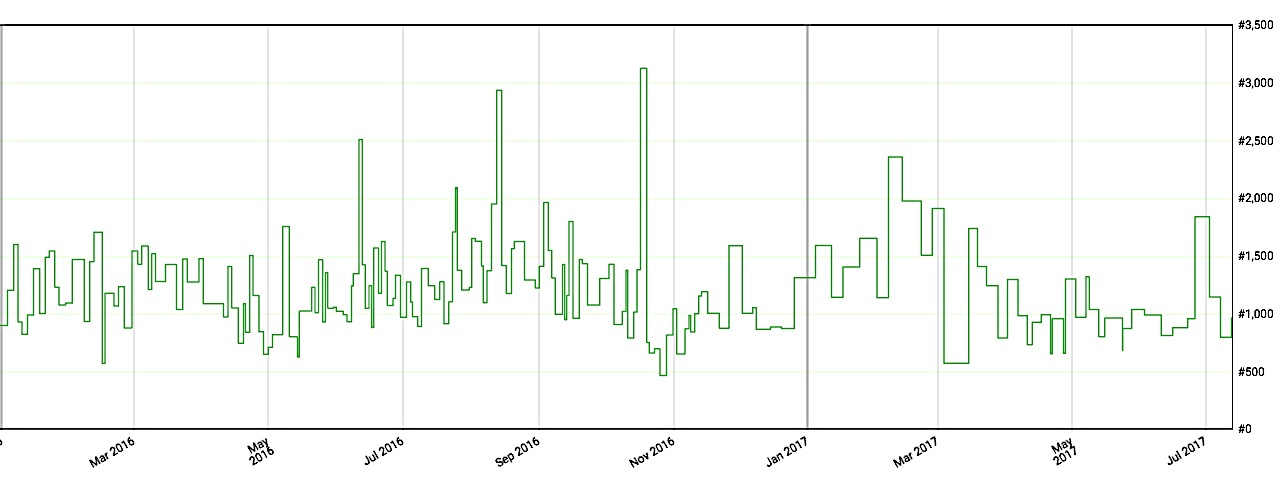 #3,500
#3,000
#2,500
#2,000
#1,500
#1,000
#500
#0
Mar 2016
May
2016
Jul 2016
Sep 2016
Nov 2016
Jan 2017
Mar 2017
May
2017
Jul 2017